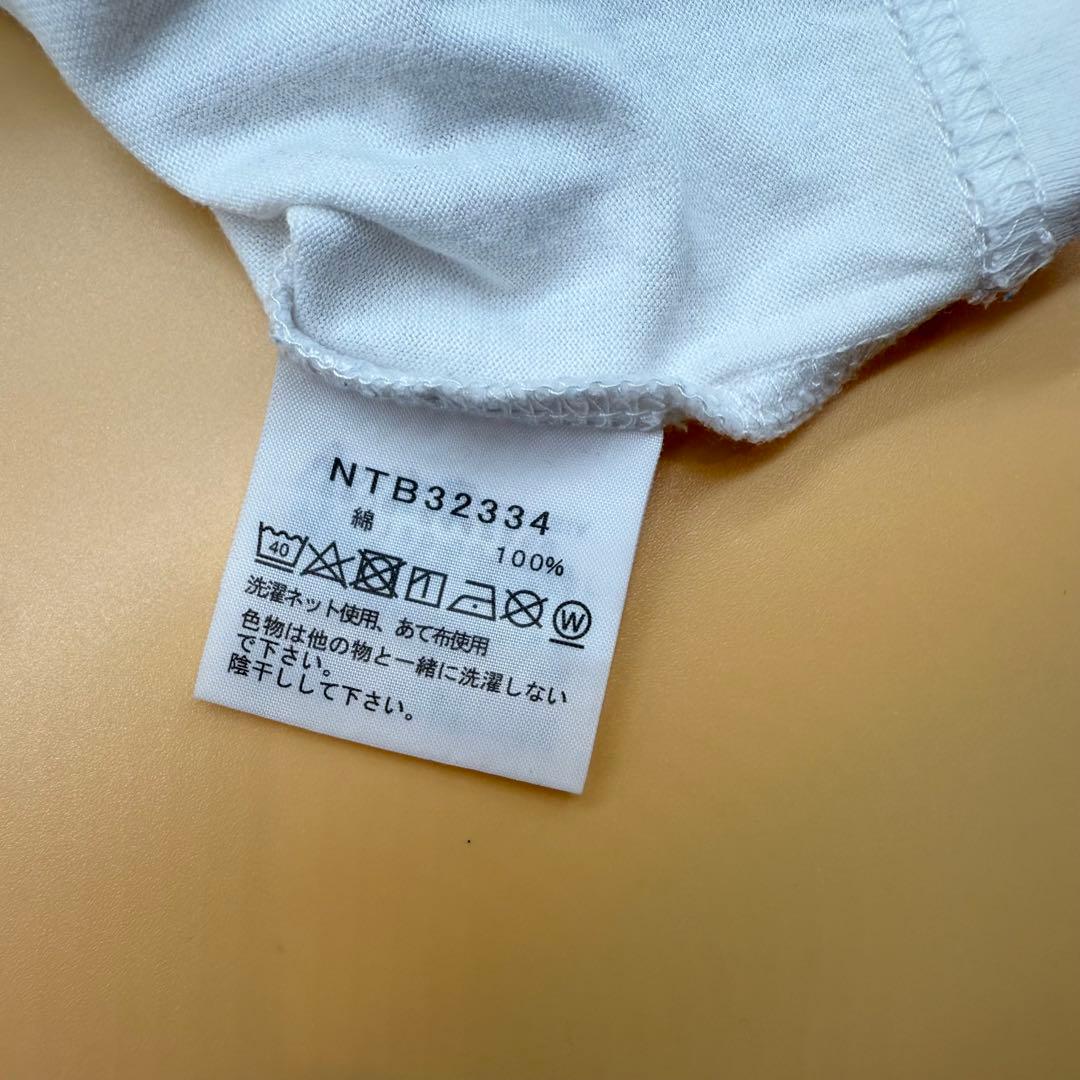 NTB32334
綿
100%
40 W
洗濯ネット使用、あて布使用
色物は他の物と一緒に洗濯しない
で下さい。
陰干しして下さい。